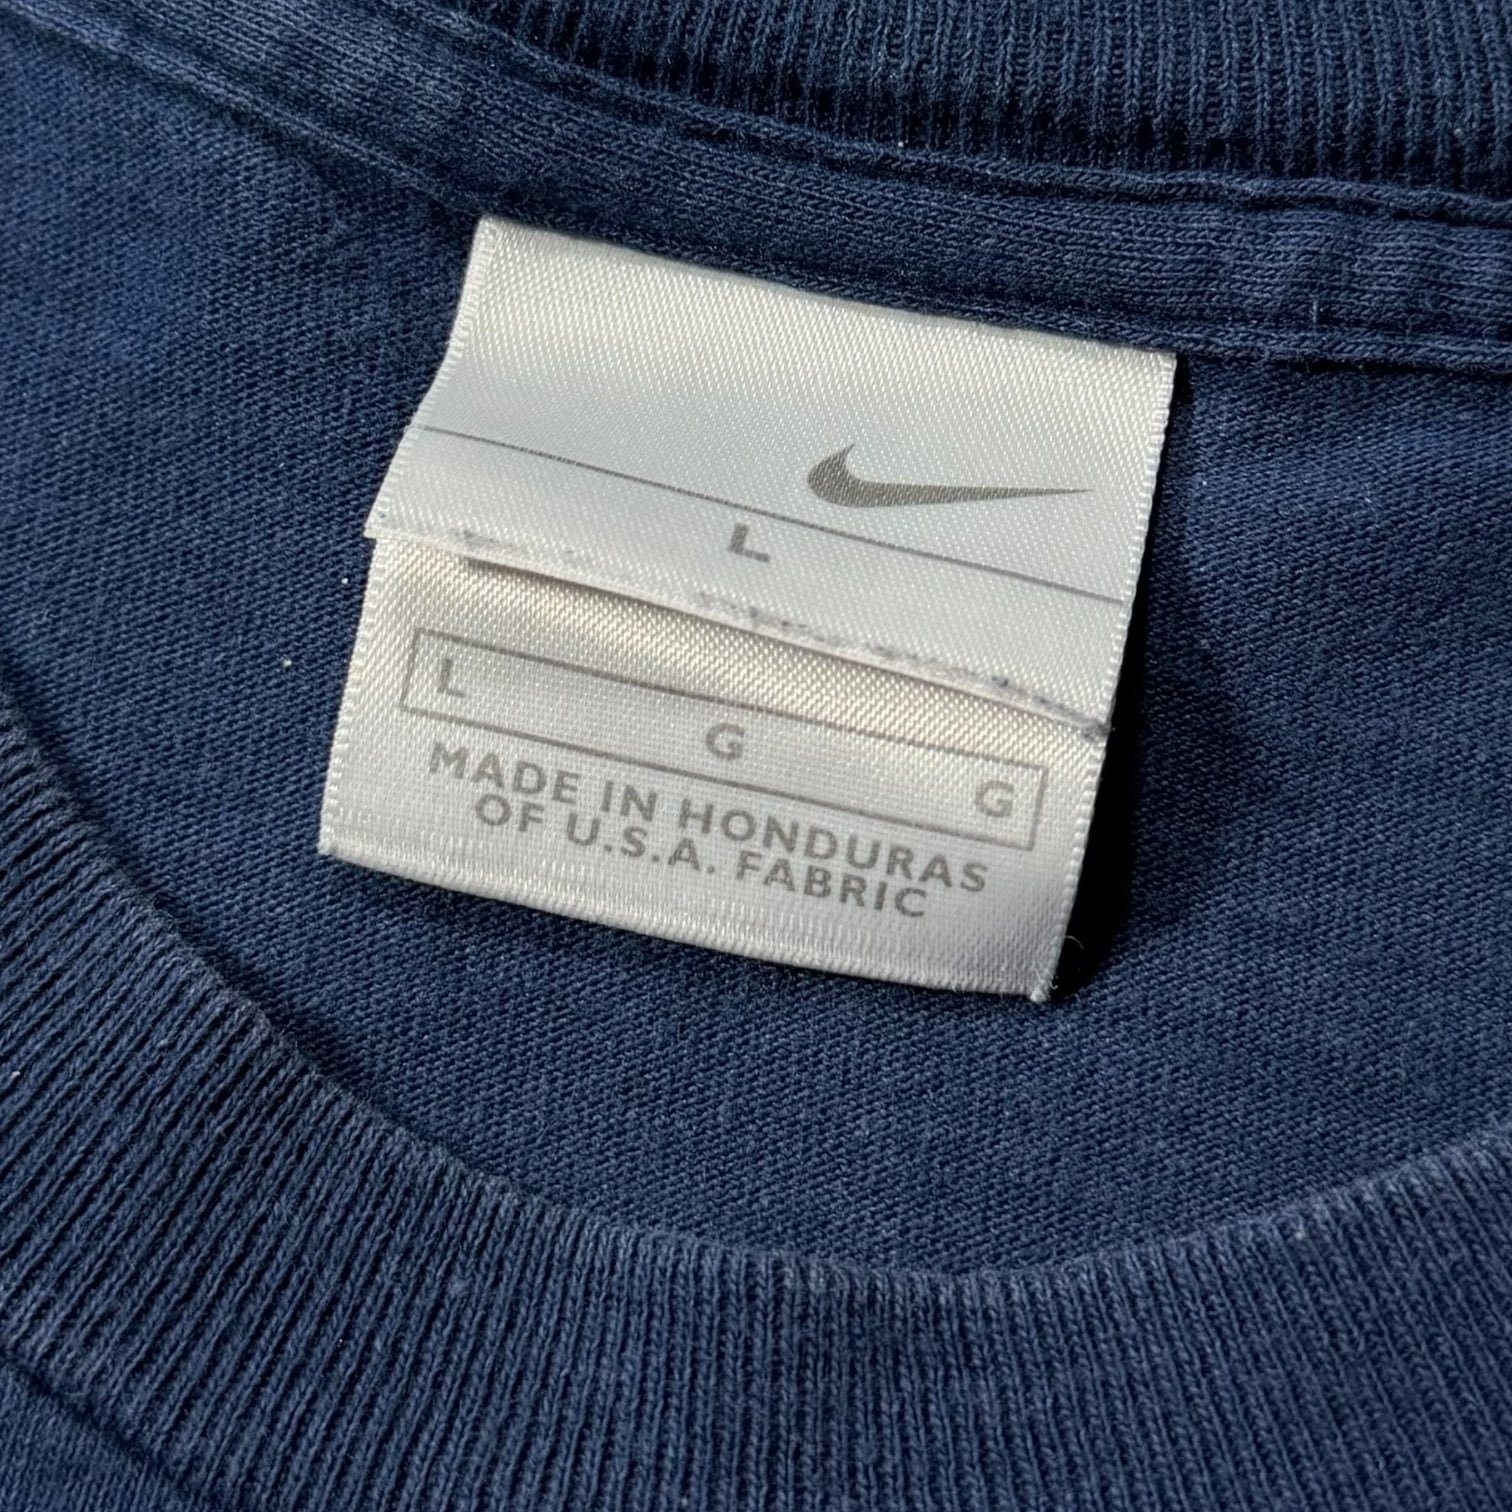 L
L G G
MADE IN HONDURAS
OF U.S.A. FABRIC